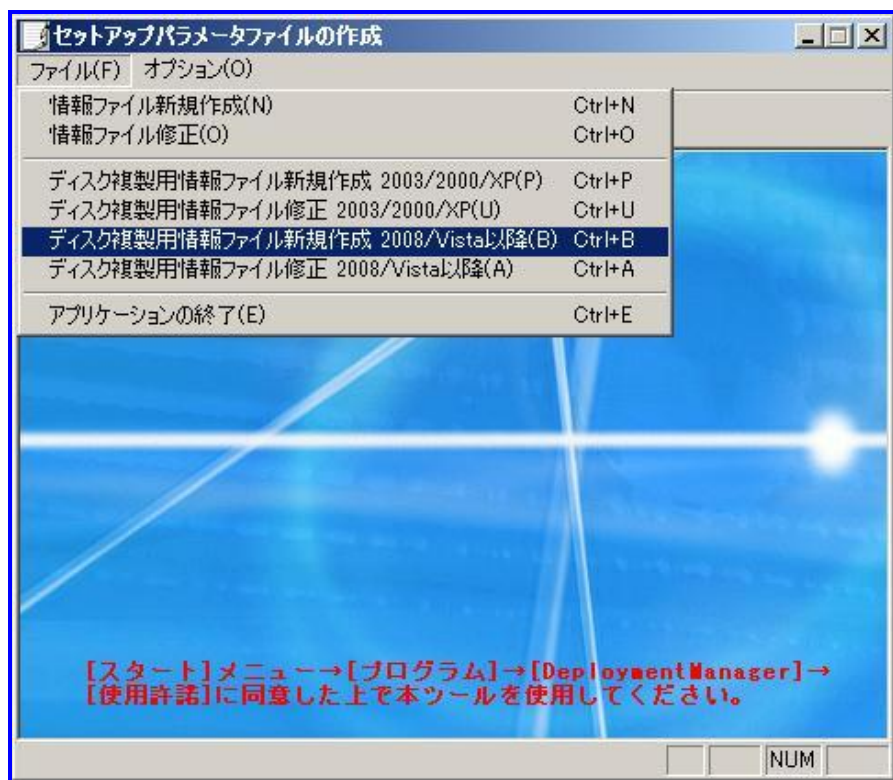 セットアップパラメータファイルの作成
ファイル(F) オプション(O)
情報ファイル新規作成(N) Ctrl+N
情報ファイル修正(O) Ctrl+O
ディスク複製用情報ファイル新規作成 2003/2000/XP(P) Ctrl+P
ディスク複製用情報ファイル修正 2003/2000/XP(U) Ctrl+U
ディスク複製用情報ファイル新規作成 2008/Vista以降(B) Ctrl+B
ディスク複製用情報ファイル修正 2008/Vista以降(A) Ctrl+A
アプリケーションの終了(E) Ctrl+E
[スタート]メニュー→[プログラム]→[DeploymentManager]→
[使用許諾]に同意した上で本ツールを使用してください。
NUM